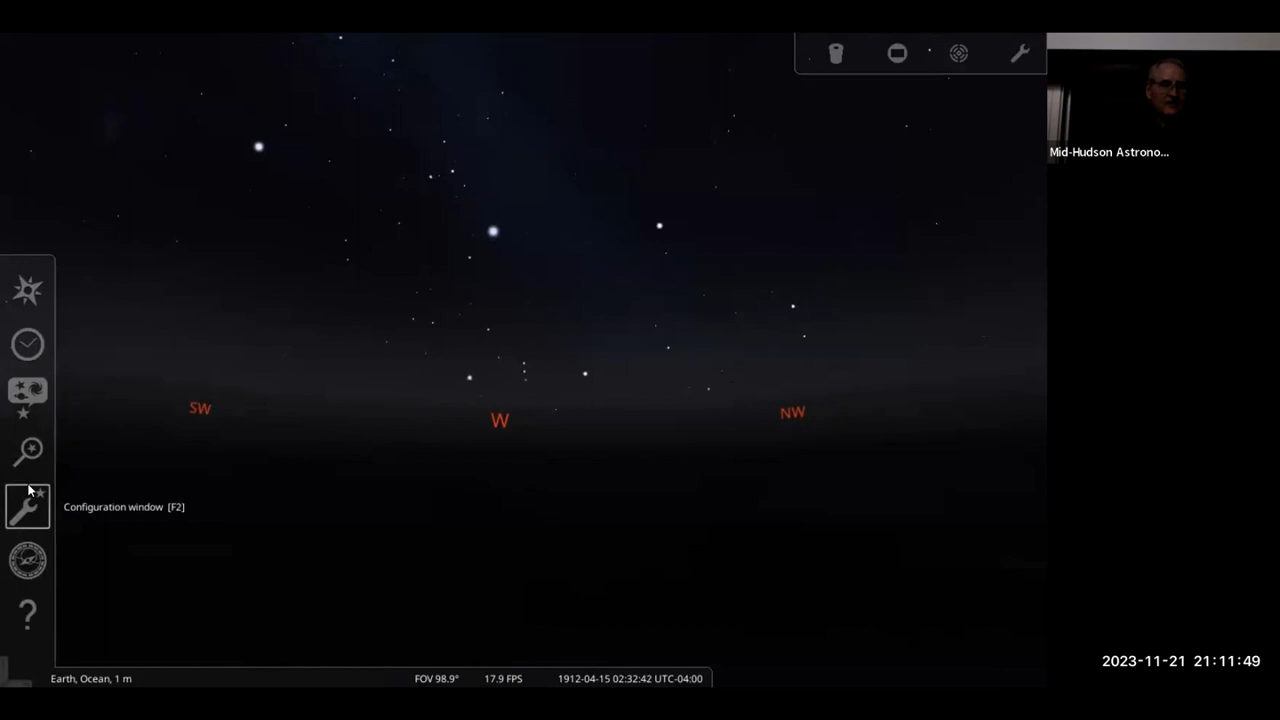 Mid-Hudson Astrono...
SW
W
NW
Configuration window [F2]
?
2023-11-21 21:11:49
Earth, Ocean, 1 m
FOV 98.9°
17.9 FPS
1912-04-15 02:32:42 UTC-04:00